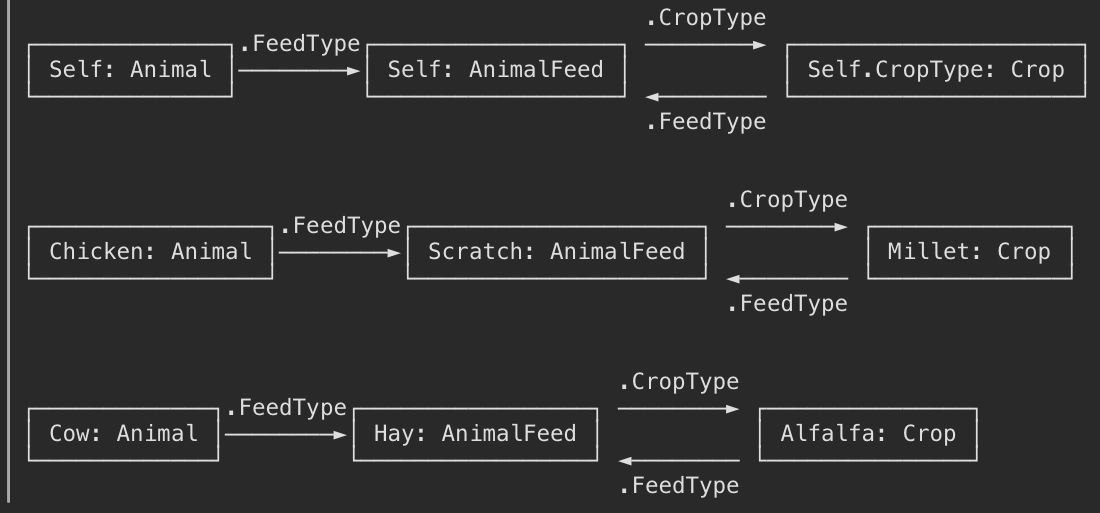 .CropType
.FeedType
Self: Animal
Self: AnimalFeed
Self.CropType: Crop
.FeedType
.CropType
.FeedType
Chicken: Animal
Scratch: AnimalFeed
Millet: Crop
.FeedType
.CropType
.FeedType
Cow: Animal
Hay: AnimalFeed
Alfalfa: Crop
.FeedType